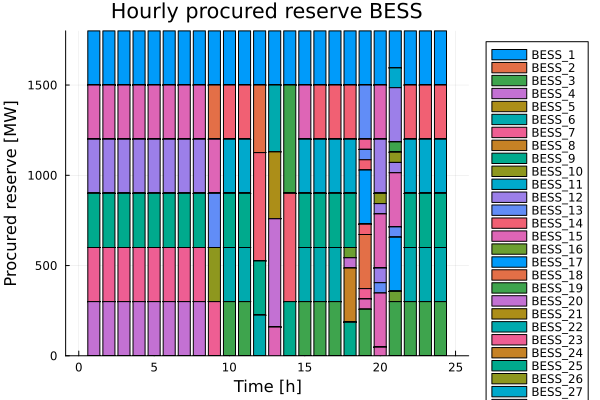 Hourly procured reserve BESS
Procured reserve [MW]
1500
1000
500
0
0 5 10 15 20 25
Time [h]
BESS_1
BESS_2
BESS_3
BESS_4
BESS_5
BESS_6
BESS_7
BESS_8
BESS_9
BESS_10
BESS_11
BESS_12
BESS_13
BESS_14
BESS_15
BESS_16
BESS_17
BESS_18
BESS_19
BESS_20
BESS_21
BESS_22
BESS_23
BESS_24
BESS_25
BESS_26
BESS_27